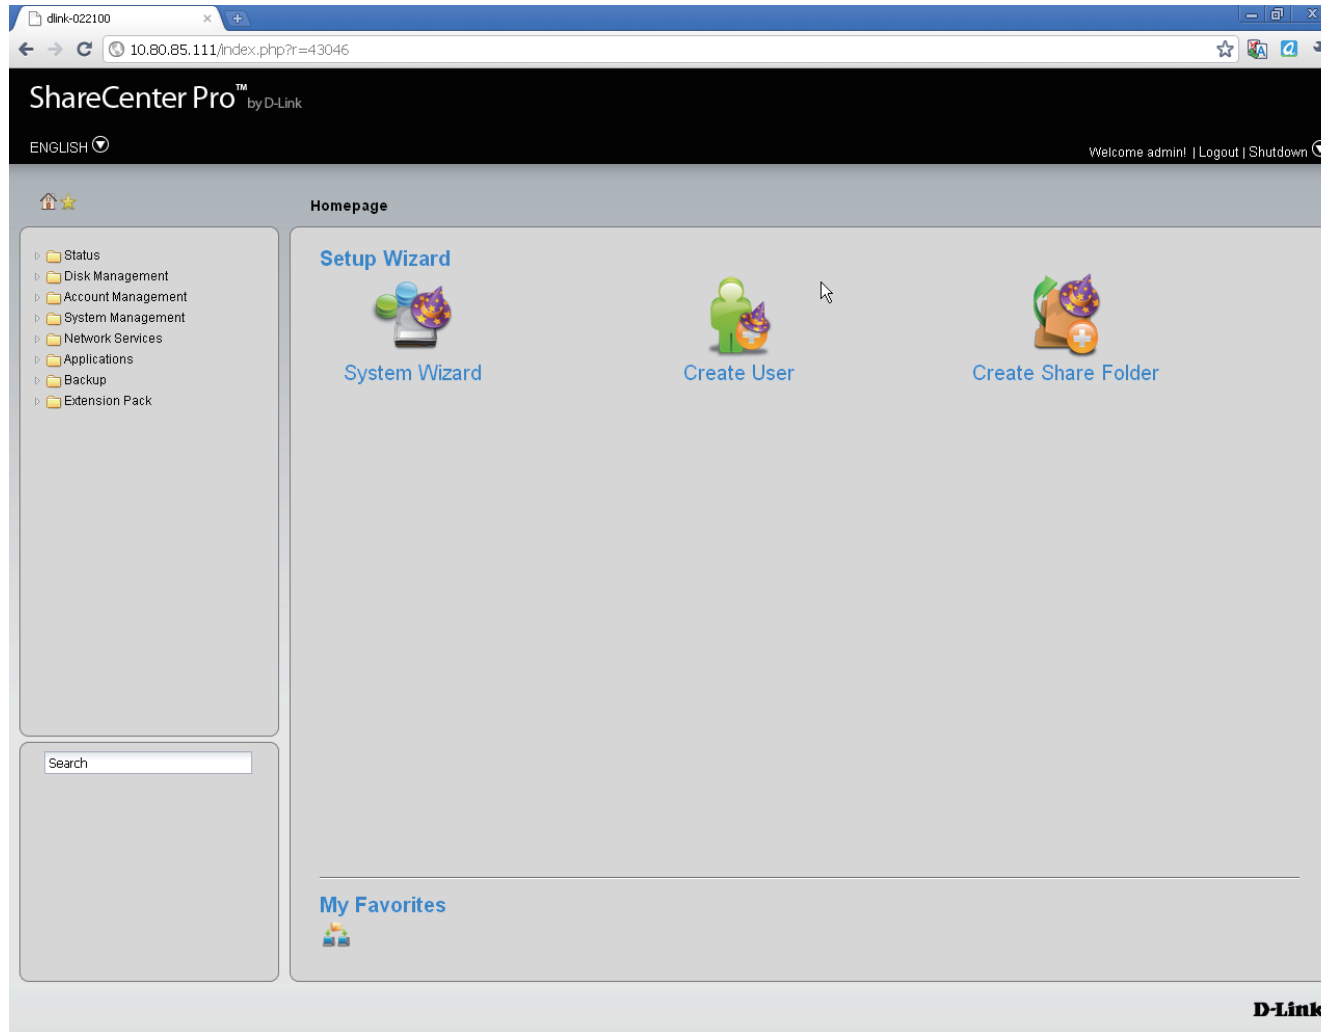 dlink-022100
10.80.85.111/index.php?r=43046
ShareCenter Pro™ by D-Link
ENGLISH
Welcome admin! | Logout | Shutdown
Homepage
Status
Disk Management
Account Management
System Management
Network Services
Applications
Backup
Extension Pack
Search
Setup Wizard
System Wizard
Create User
Create Share Folder
My Favorites
D-Link